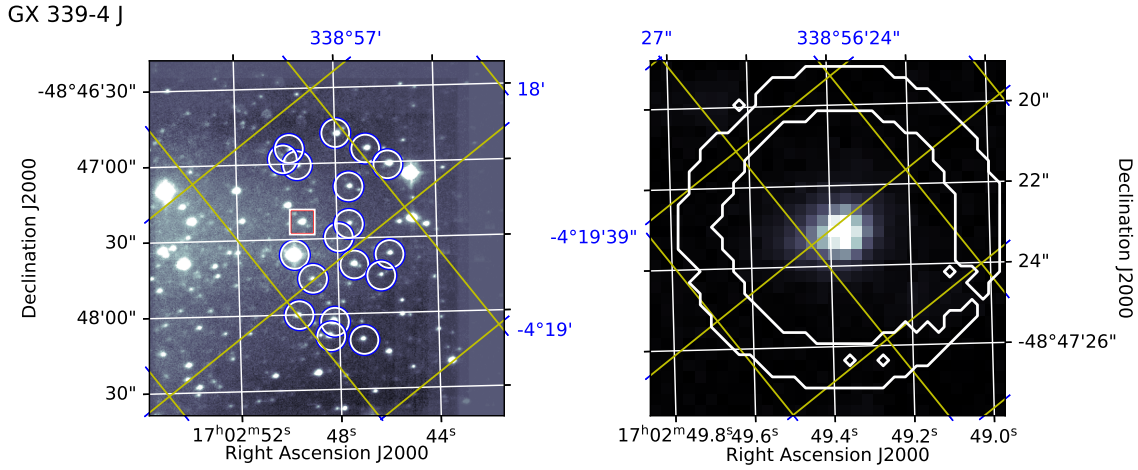 GX 339-4 J
338°57'
18'
-48°46'30"
47'00"
30"
48'00"
30"
-4°19'
Declination J2000
17ʰ02ᵐ52ˢ 48ˢ 44ˢ
Right Ascension J2000
27" 338°56'24"
20"
22"
24"
-48°47'26"
-4°19'39"
Declination J2000
17ʰ02ᵐ49.8ˢ 49.6ˢ 49.4ˢ 49.2ˢ 49.0ˢ
Right Ascension J2000